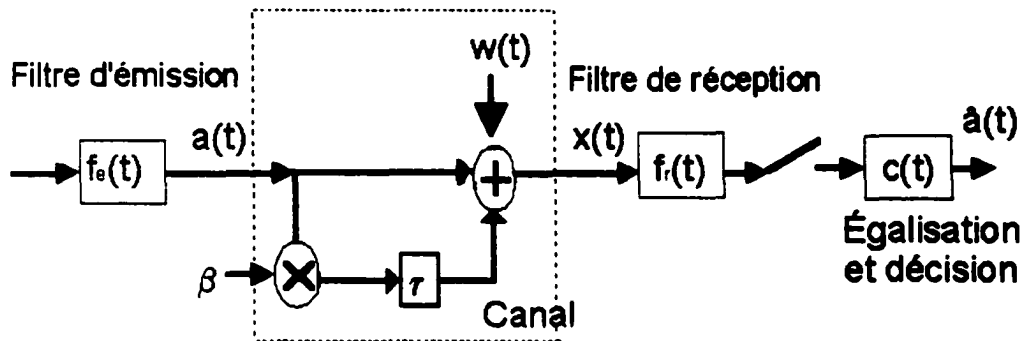 w(t)
Filtre d'émission
Filtre de réception
a(t)
x(t)
â(t)
fₑ(t)
+
fᵣ(t)
c(t)
β
×
τ
Égalisation
et décision
Canal